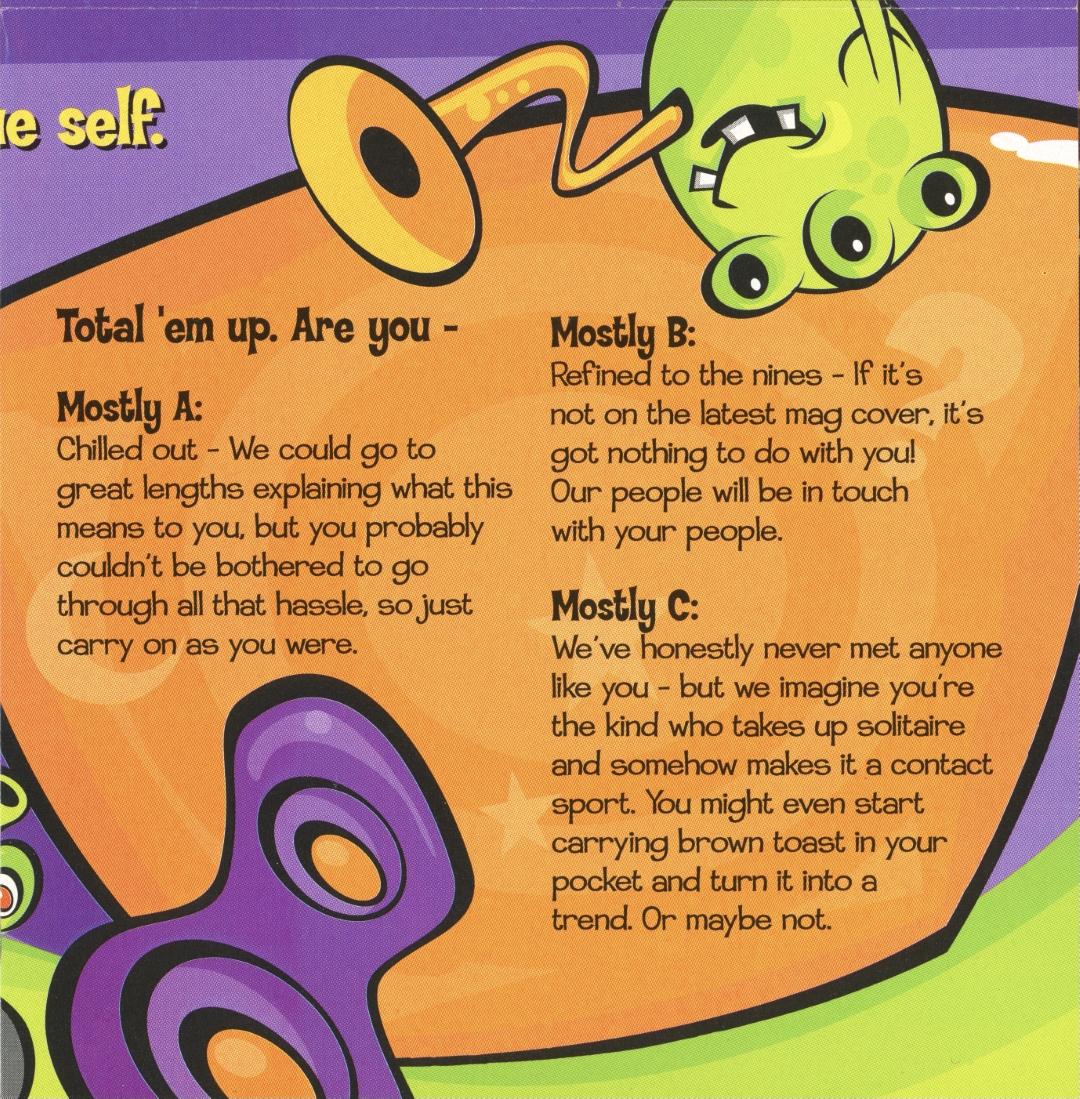 self.
Total 'em up. Are you -
Mostly A:
Chilled out - We could go to
great lengths explaining what this
means to you, but you probably
couldn't be bothered to go
through all that hassle, so just
carry on as you were.
Mostly B:
Refined to the nines - If it's
not on the latest mag cover, it's
got nothing to do with you!
Our people will be in touch
with your people.
Mostly C:
We've honestly never met anyone
like you - but we imagine you're
the kind who takes up solitaire
and somehow makes it a contact
sport. You might even start
carrying brown toast in your
pocket and turn it into a
trend. Or maybe not.